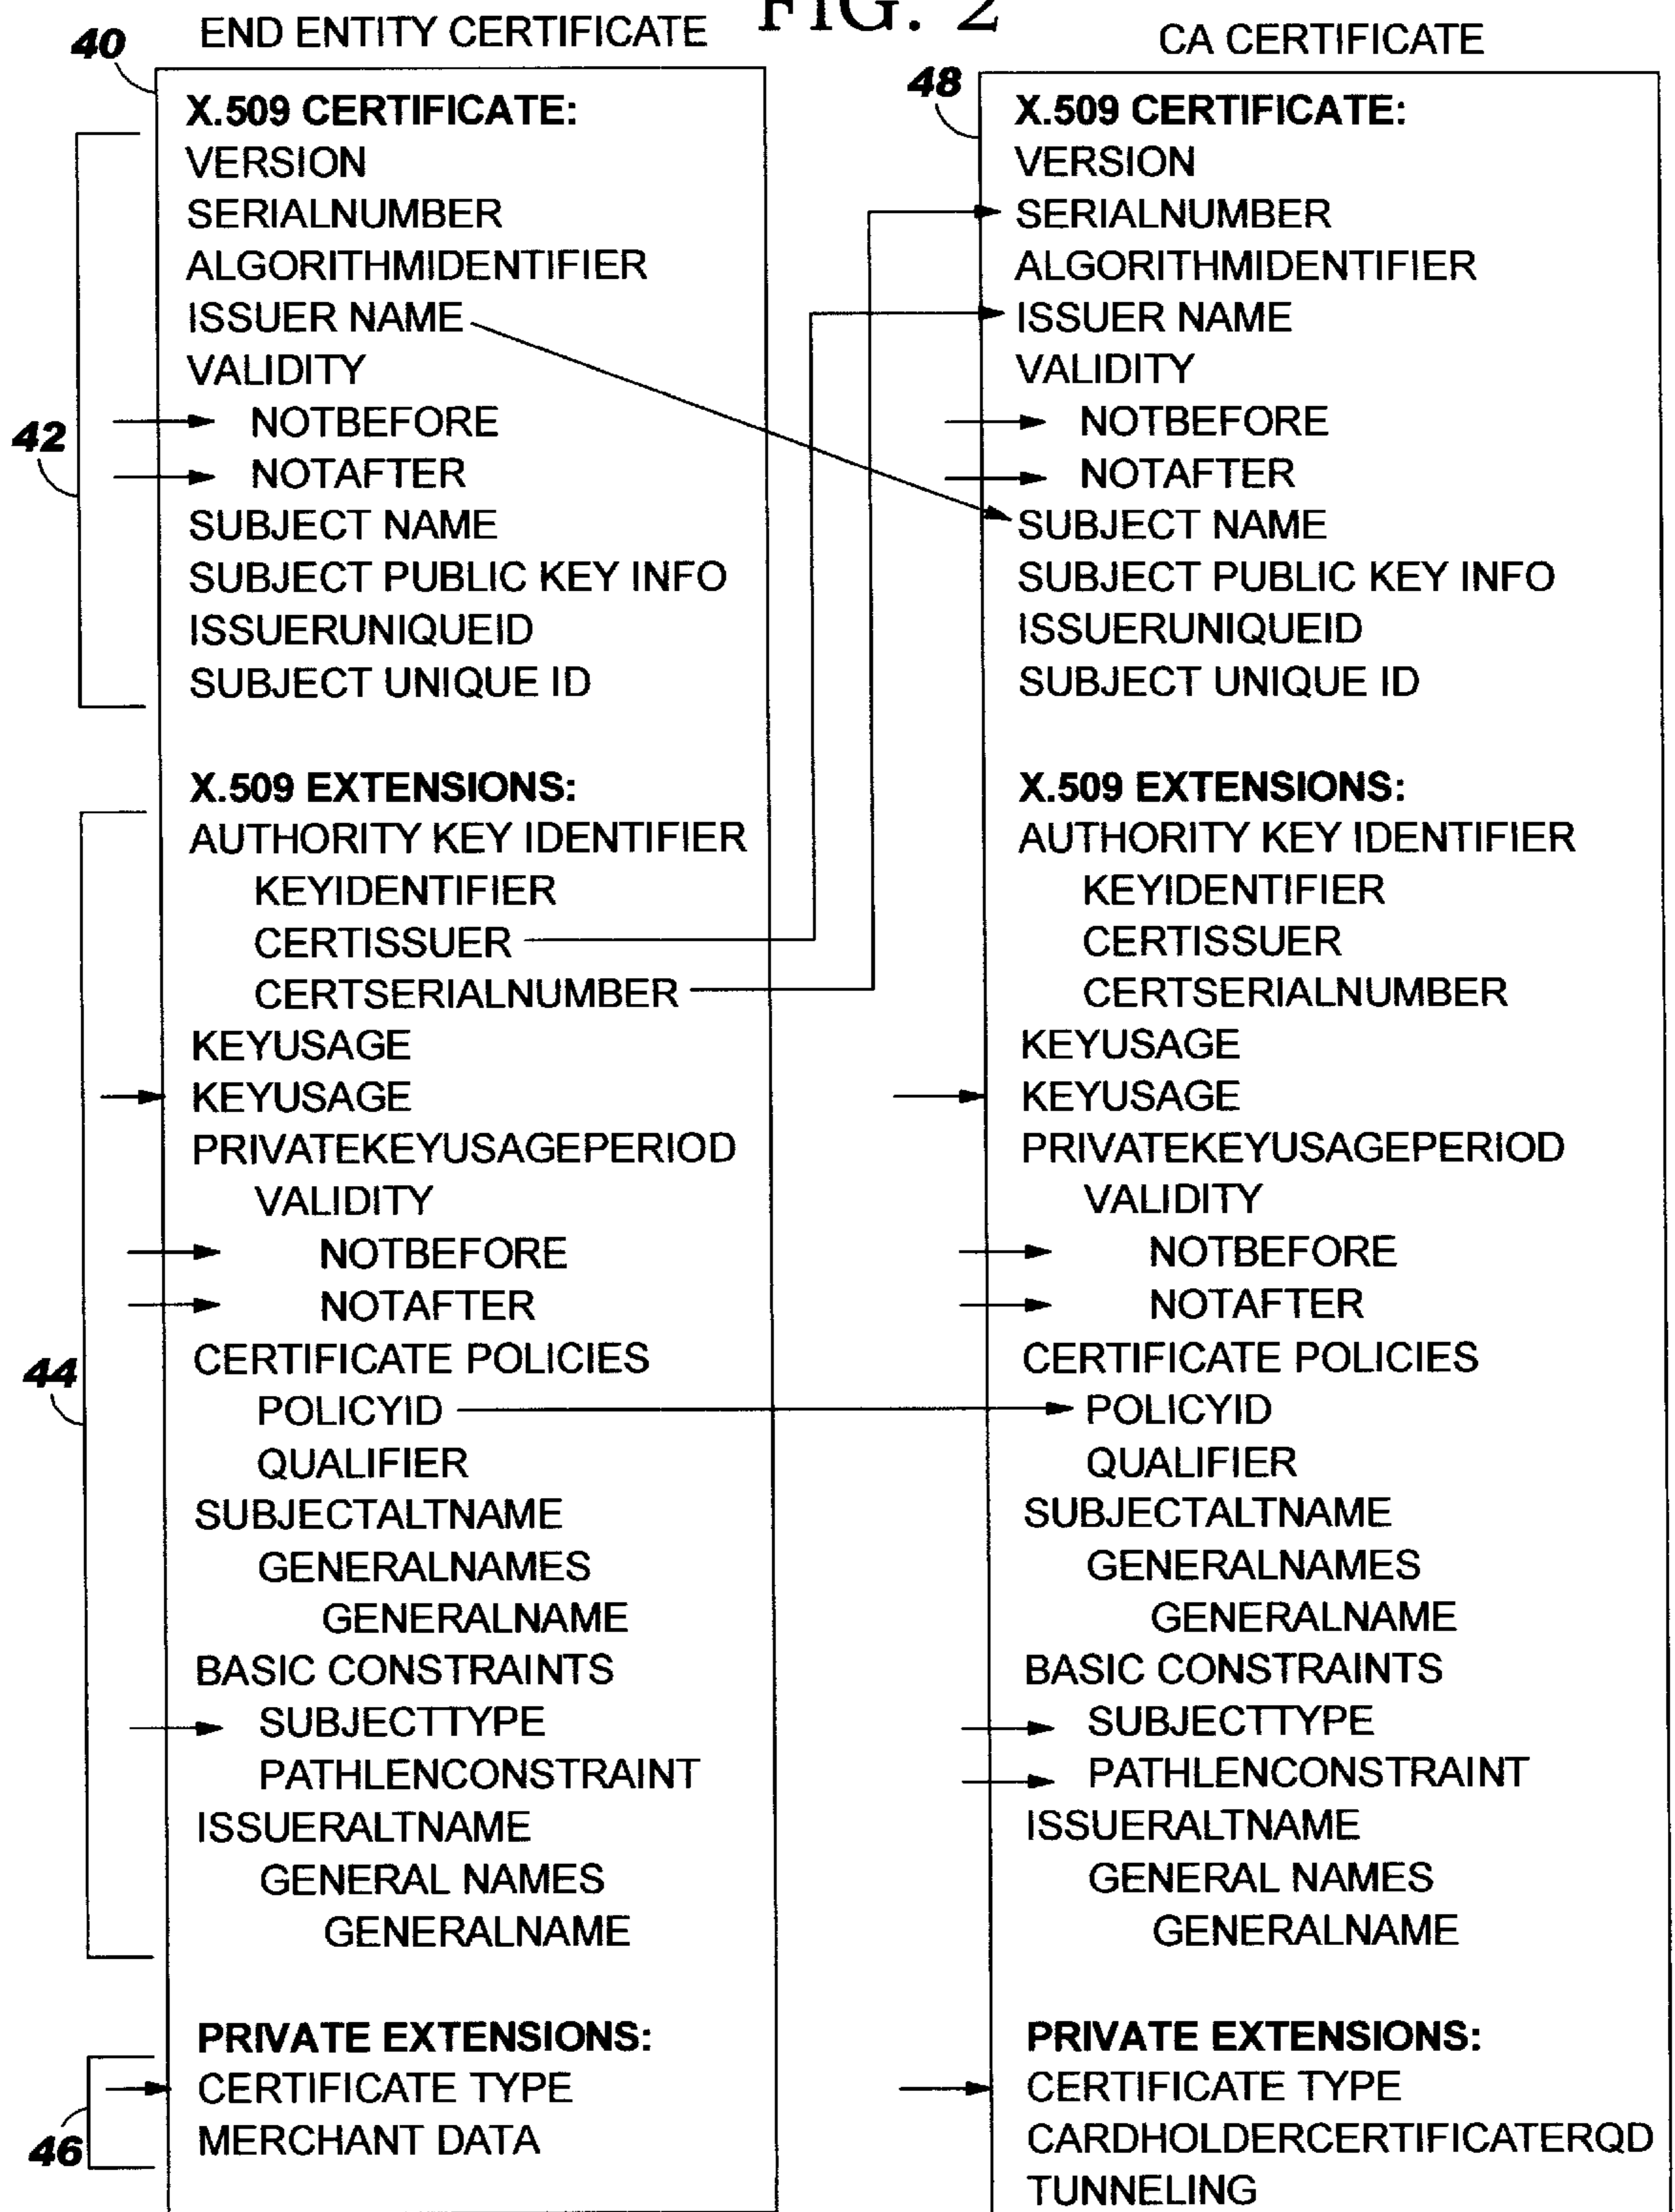 FIG. 2
END ENTITY CERTIFICATE
40
X.509 CERTIFICATE:
VERSION
SERIALNUMBER
ALGORITHMIDENTIFIER
ISSUER NAME
VALIDITY
NOTBEFORE
NOTAFTER
42
SUBJECT NAME
SUBJECT PUBLIC KEY INFO
ISSUERUNIQUEID
SUBJECT UNIQUE ID
X.509 EXTENSIONS:
AUTHORITY KEY IDENTIFIER
KEYIDENTIFIER
CERTISSUER
CERTSERIALNUMBER
KEYUSAGE
KEYUSAGE
PRIVATEKEYUSAGEPERIOD
VALIDITY
NOTBEFORE
NOTAFTER
CERTIFICATE POLICIES
44
POLICYID
QUALIFIER
SUBJECTALTNAME
GENERALNAMES
GENERALNAME
BASIC CONSTRAINTS
SUBJECTTYPE
PATHLENCONSTRAINT
ISSUERALTNAME
GENERAL NAMES
GENERALNAME
PRIVATE EXTENSIONS:
CERTIFICATE TYPE
MERCHANT DATA
46
CA CERTIFICATE
48
X.509 CERTIFICATE:
VERSION
SERIALNUMBER
ALGORITHMIDENTIFIER
ISSUER NAME
VALIDITY
NOTBEFORE
NOTAFTER
SUBJECT NAME
SUBJECT PUBLIC KEY INFO
ISSUERUNIQUEID
SUBJECT UNIQUE ID
X.509 EXTENSIONS:
AUTHORITY KEY IDENTIFIER
KEYIDENTIFIER
CERTISSUER
CERTSERIALNUMBER
KEYUSAGE
KEYUSAGE
PRIVATEKEYUSAGEPERIOD
VALIDITY
NOTBEFORE
NOTAFTER
CERTIFICATE POLICIES
POLICYID
QUALIFIER
SUBJECTALTNAME
GENERALNAMES
GENERALNAME
BASIC CONSTRAINTS
SUBJECTTYPE
PATHLENCONSTRAINT
ISSUERALTNAME
GENERAL NAMES
GENERALNAME
PRIVATE EXTENSIONS:
CERTIFICATE TYPE
CARDHOLDERCERTIFICATERQD
TUNNELING